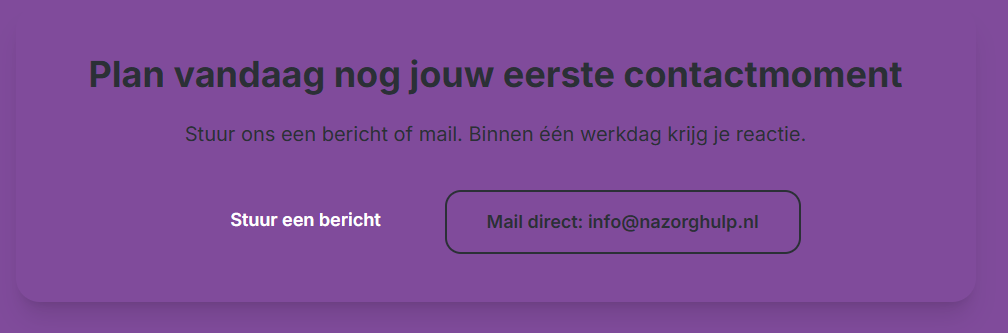 Plan vandaag nog jouw eerste contactmoment
Stuur ons een bericht of mail. Binnen één werkdag krijg je reactie.
Stuur een bericht
Mail direct: info@nazorghulp.nl